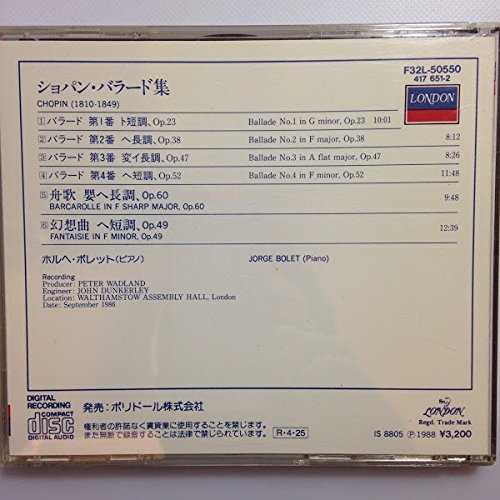 F32L-50550
417 651-2
LONDON
ショパン・バラード集
CHOPIN (1810-1849)
1 バラード 第1番 ト短調、Op.23 Ballade No.1 in G minor, Op.23 10:01
2 バラード 第2番 ヘ長調、Op.38 Ballade No.2 in F major, Op.38 8:12
3 バラード 第3番 変イ長調、Op.47 Ballade No.3 in A flat major, Op.47 8:26
4 バラード 第4番 ヘ短調、Op.52 Ballade No.4 in F minor, Op.52 11:48
5 舟歌 嬰ヘ長調、Op.60 9:48
BARCAROLLE IN F SHARP MAJOR, Op.60
6 幻想曲 ヘ短調、Op.49 12:39
FANTAISIE IN F MINOR, Op.49
ホルヘ・ボレット(ピアノ) JORGE BOLET (Piano)
Recording
Producer: PETER WADLAND
Engineer: JOHN DUNKERLEY
Location: WALTHAMSTOW ASSEMBLY HALL, London
Date: September 1986
DIGITAL
RECORDING
COMPACT
disc
DIGITAL AUDIO
発売:ポリドール株式会社
権利者の許諾なく賃貸業に使用することを禁じます。
また無断で録音することは法律で禁じられています。
R・4・25
LONDON
Regd. Trade Mark
IS 8805 Ⓟ1988 ¥3,200